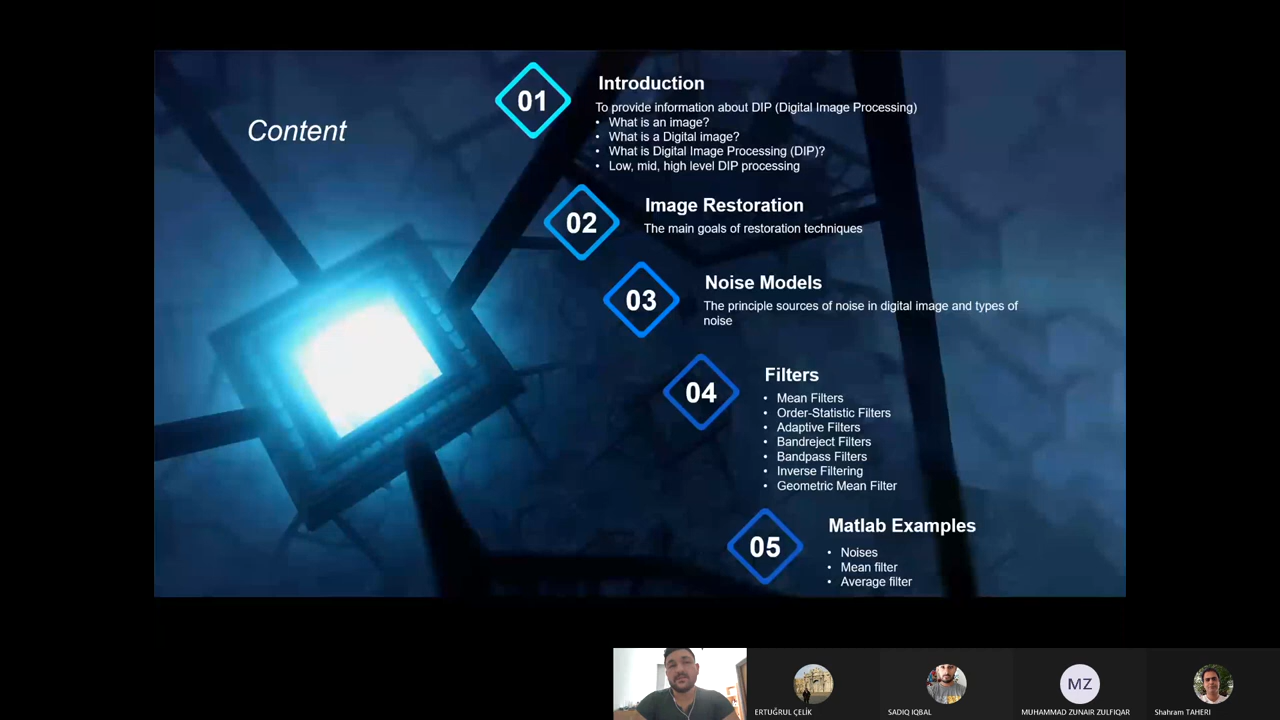 Content
01
Introduction
To provide information about DIP (Digital Image Processing)
• What is an image?
• What is a Digital image?
• What is Digital Image Processing (DIP)?
• Low, mid, high level DIP processing
02
Image Restoration
The main goals of restoration techniques
03
Noise Models
The principle sources of noise in digital image and types of
noise
04
Filters
• Mean Filters
• Order-Statistic Filters
• Adaptive Filters
• Bandreject Filters
• Bandpass Filters
• Inverse Filtering
• Geometric Mean Filter
05
Matlab Examples
• Noises
• Mean filter
• Average filter
MZ
ERTUĞRUL ÇELİK
SADIQ IQBAL
MUHAMMAD ZUNAIR ZULFIQAR
Shahram TAHERI